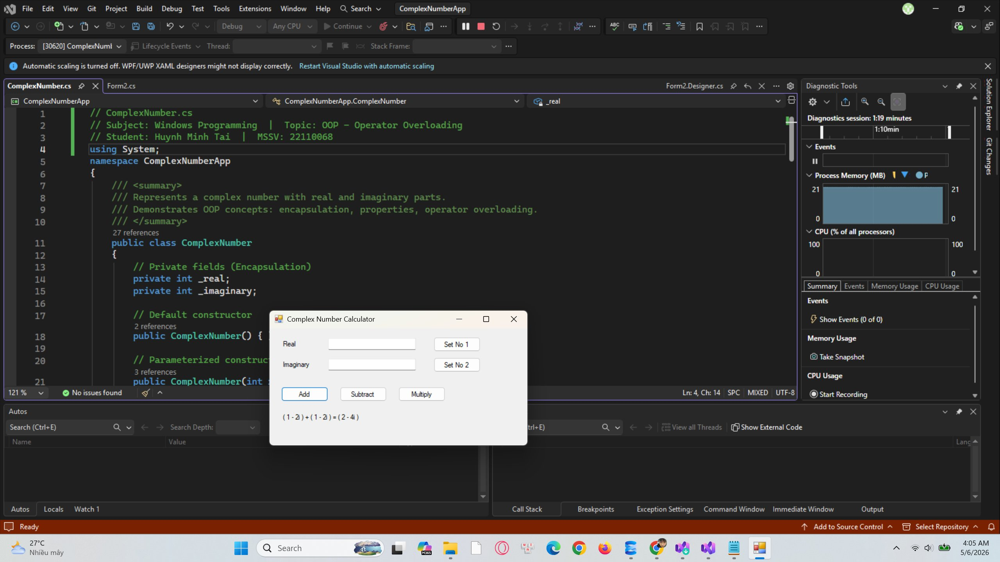 File Edit View Git Project Build Debug Test Tools Extensions Window Help Search ComplexNumberApp
Debug Any CPU Continue
Process: [30620] ComplexNumb Lifecycle Events Thread: Stack Frame:
Automatic scaling is turned off. WPF/UWP XAML designers might not display correctly. Restart Visual Studio with automatic scaling
ComplexNumber.cs Form2.cs Form2.Designer.cs
ComplexNumberApp ComplexNumberApp.ComplexNumber _real
1 // ComplexNumber.cs
2 // Subject: Windows Programming | Topic: OOP - Operator Overloading
3 // Student: Huynh Minh Tai | MSSV: 22110068
4 using System;
5 namespace ComplexNumberApp
6 {
7 /// <summary>
8 /// Represents a complex number with real and imaginary parts.
9 /// Demonstrates OOP concepts: encapsulation, properties, operator overloading.
10 /// </summary>
27 references
11 public class ComplexNumber
12 {
13 // Private fields (Encapsulation)
14 private int _real;
15 private int _imaginary;
16
17 // Default constructor
2 references
18 public ComplexNumber() {
19
20 // Parameterized construc
3 references
21 public ComplexNumber(int
121 % No issues found Ln: 4, Ch: 14 SPC MIXED UTF-8
Complex Number Calculator
Real Set No 1
Imaginary Set No 2
Add Subtract Multiply
( 1 - 2i ) + ( 1 - 2i ) = ( 2 - 4i )
Diagnostic Tools
Diagnostics session: 1:19 minutes
1:10min
Events
Process Memory (MB) P
21 21
0 0
CPU (% of all processors)
100 100
0 0
Summary Events Memory Usage CPU Usage
Events
Show Events (0 of 0)
Memory Usage
Take Snapshot
CPU Usage
Start Recording
Solution Explorer
Git Changes
Autos
Search (Ctrl+E) Search Depth:
Name Value
trl+E) View all Threads Show External Code
Lang
Autos Locals Watch 1
Call Stack Breakpoints Exception Settings Command Window Immediate Window Output
Ready Add to Source Control Select Repository
27°C
Nhiều mây
Search
M365
4:05 AM
5/6/2026